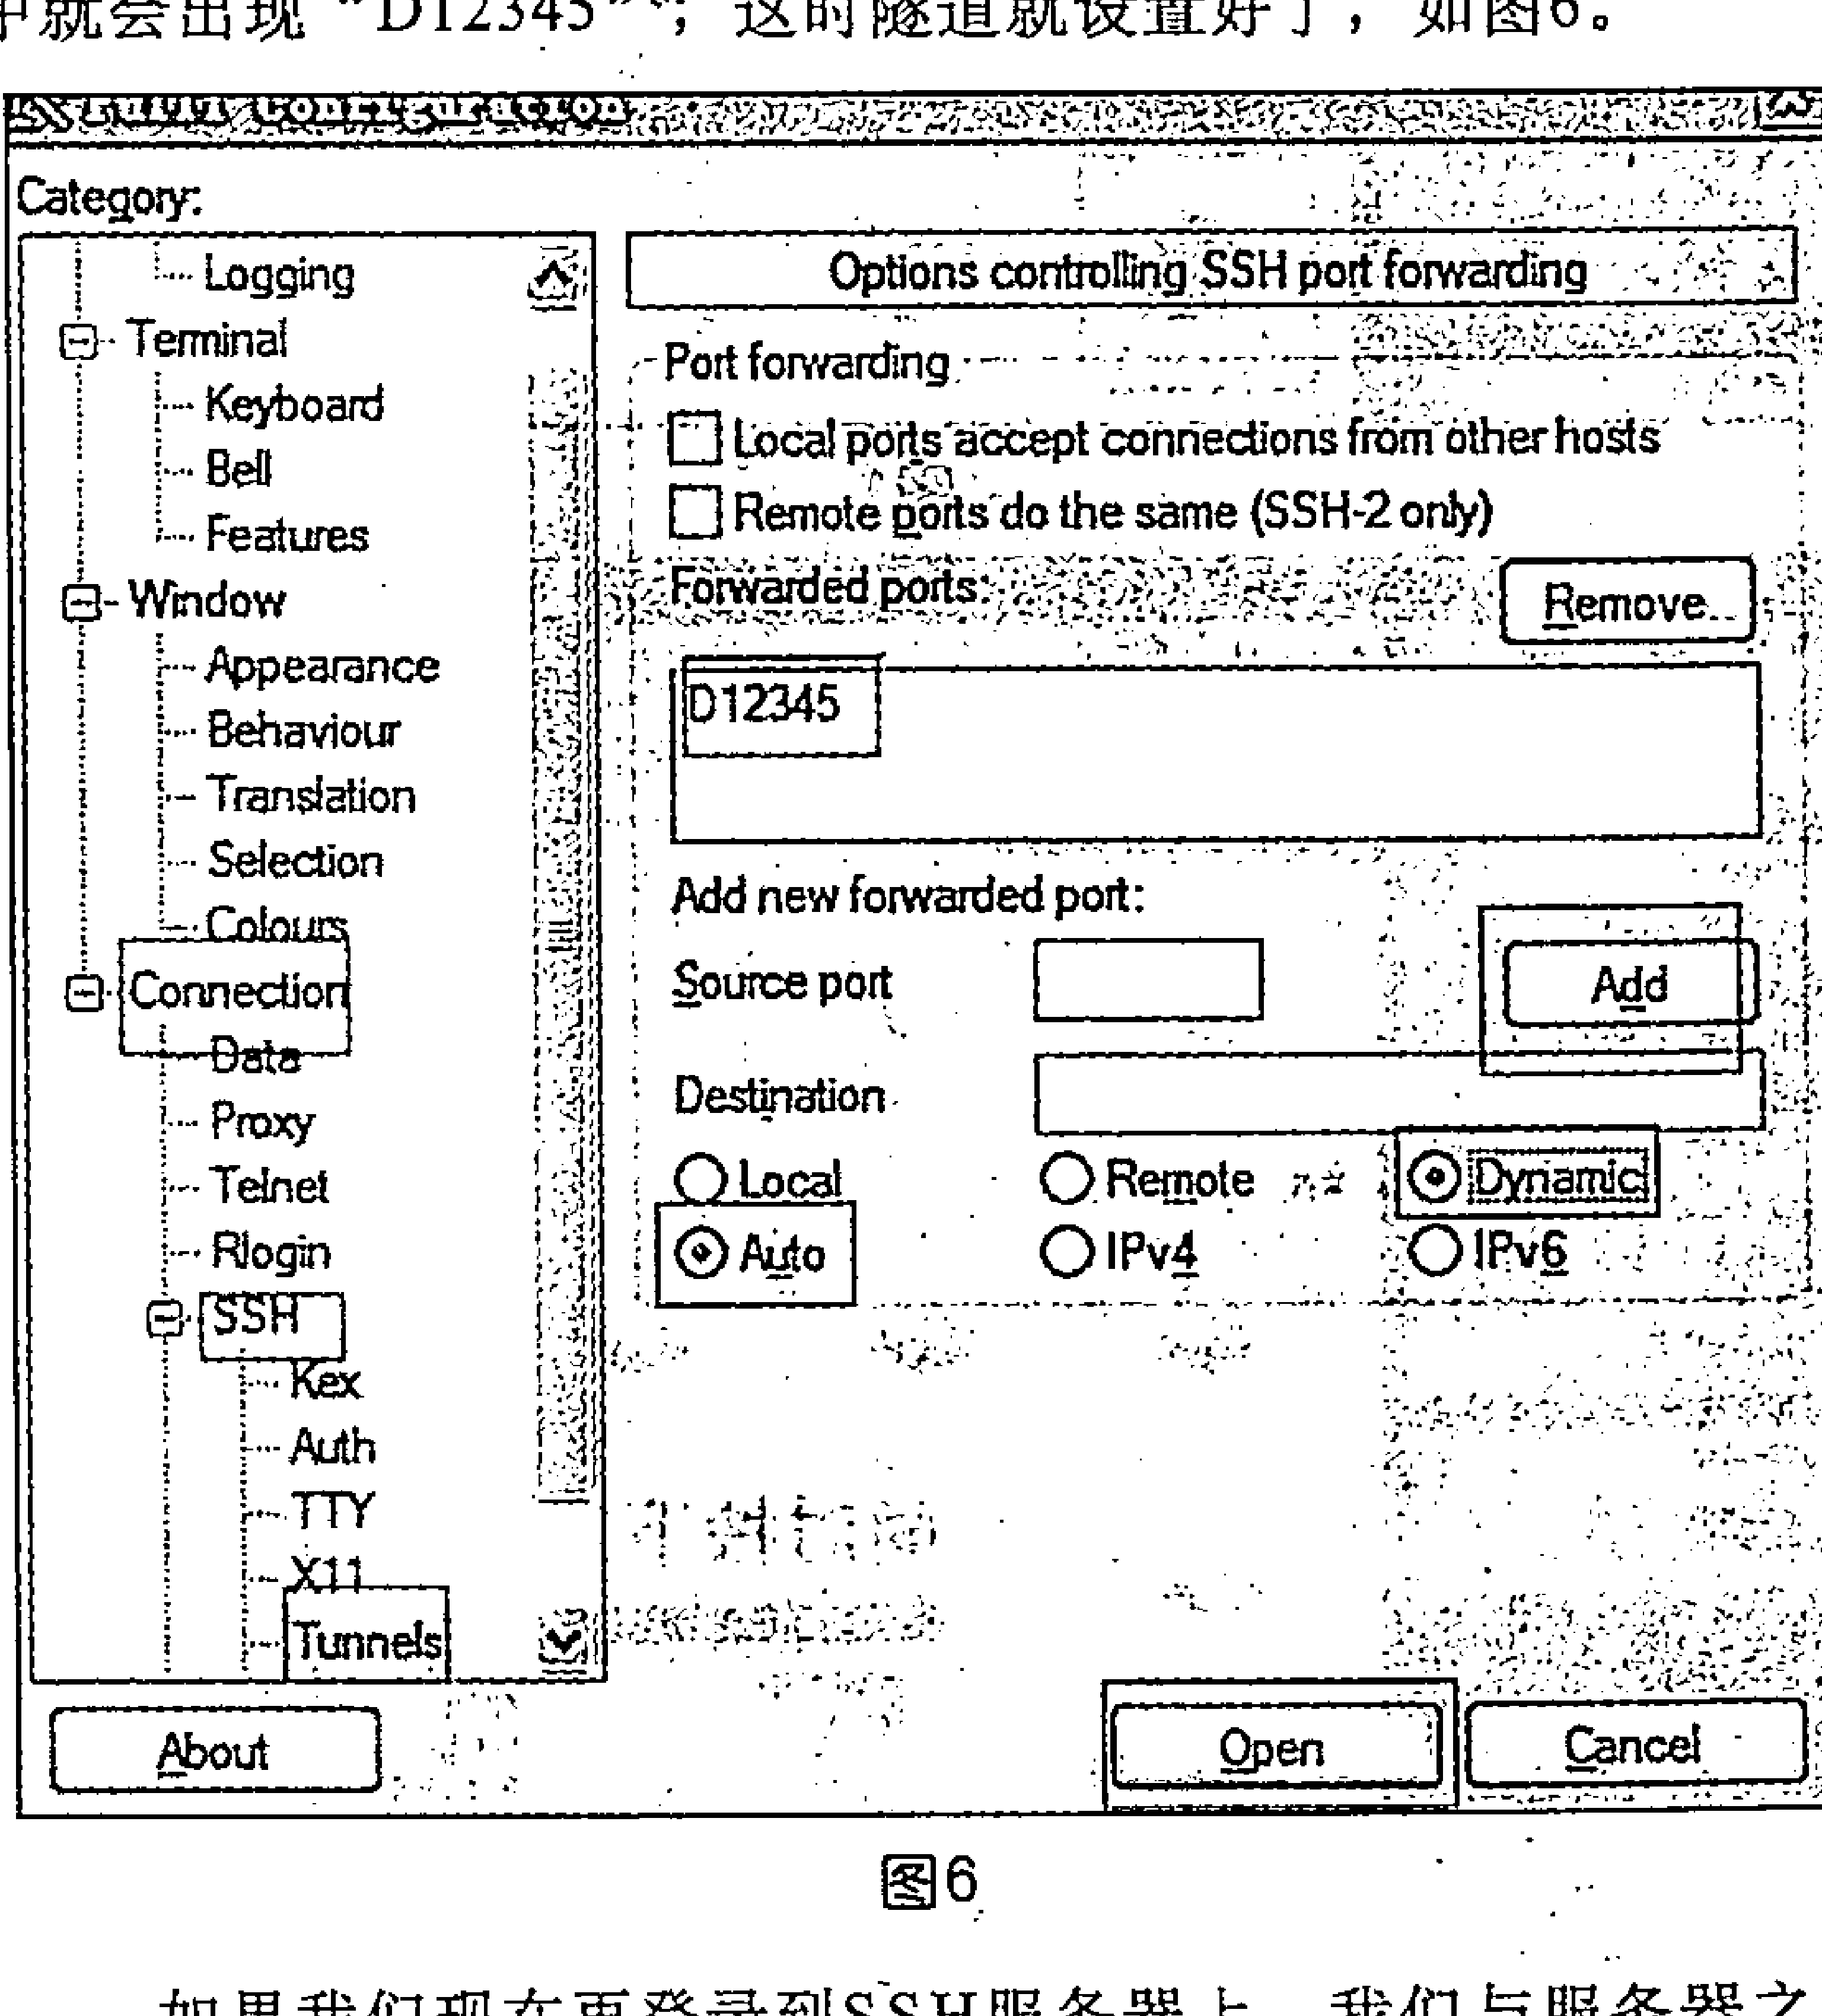 中就会出现“D12345”；这时隧道就设置好了，如图6。
PuTTY Configuration
Category:
Logging
Terminal
Keyboard
Bell
Features
Window
Appearance
Behaviour
Translation
Selection
Colours
Connection
Data
Proxy
Telnet
Rlogin
SSH
Kex
Auth
TTY
X11
Tunnels
Options controlling SSH port forwarding
Port forwarding
Local ports accept connections from other hosts
Remote ports do the same (SSH-2 only)
Forwarded ports:
Remove
D12345
Add new forwarded port:
Source port
Add
Destination
Local Remote Dynamic
Auto IPv4 IPv6
About
Open
Cancel
图6
如果我们现在再登录到SSH服务器上，我们与服务器之